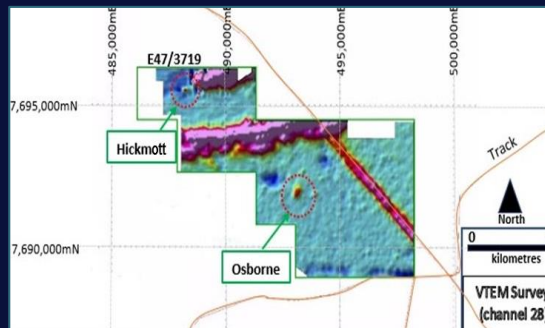 485,000mE
490,000mE
495,000mE
500,000mE
E47/3719
7,695,000mN
Hickmott
Track
North
7,690,000mN
Osborne
0
kilometres
VTEM Survey
(channel 28)